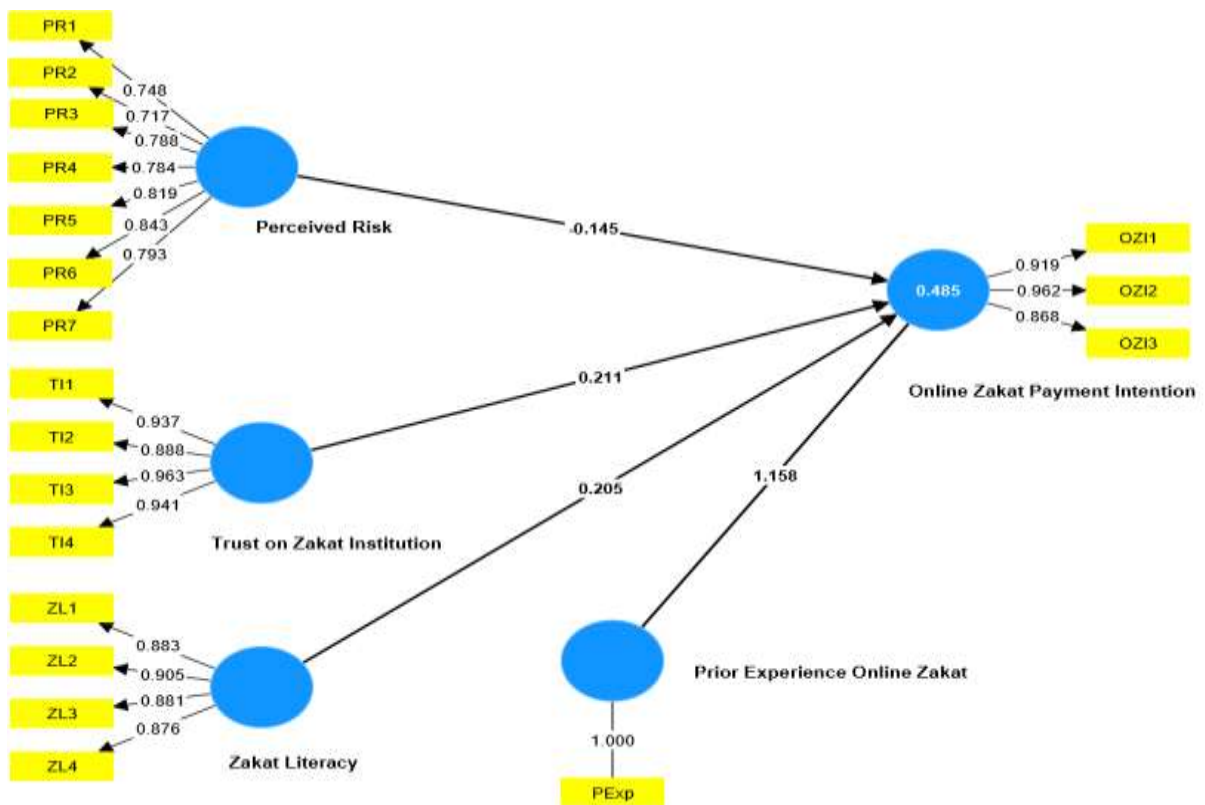 PR1
PR2
PR3
PR4
PR5
PR6
PR7
0.748
0.717
0.788
0.784
0.819
0.843
0.793
Perceived Risk
-0.145
TI1
TI2
TI3
TI4
0.937
0.888
0.963
0.941
Trust on Zakat Institution
0.211
ZL1
ZL2
ZL3
ZL4
0.883
0.905
0.881
0.876
Zakat Literacy
0.205
1.158
Prior Experience Online Zakat
1.000
PExp
0.485
0.919
0.962
0.868
OZI1
OZI2
OZI3
Online Zakat Payment Intention